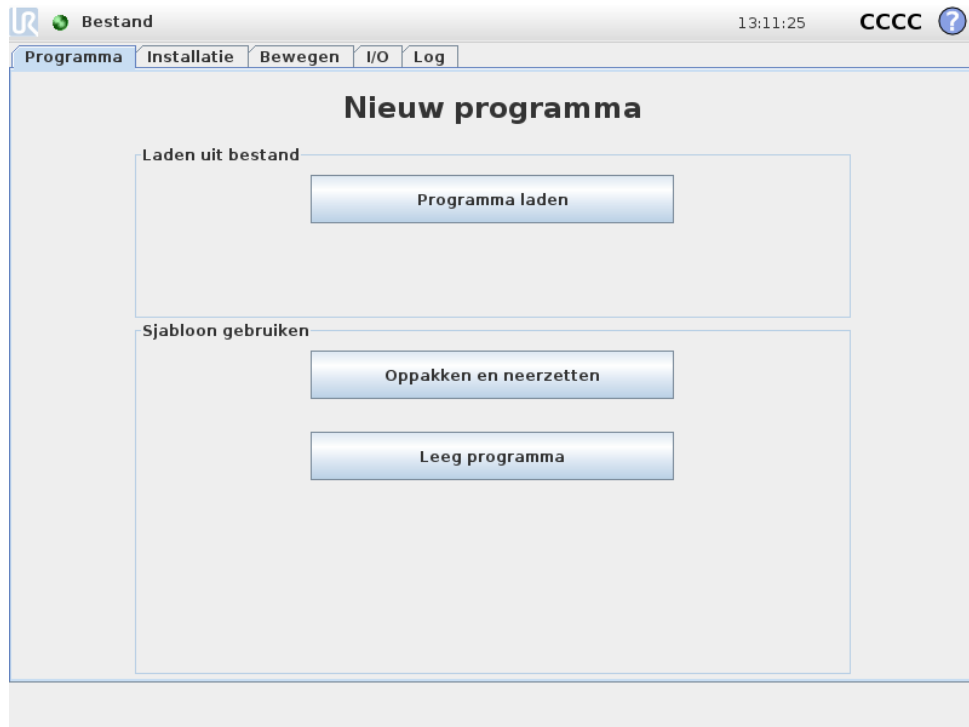 UR Bestand 13:11:25 CCCC ?
Programma Installatie Bewegen I/O Log
Nieuw programma
Laden uit bestand
Programma laden
Sjabloon gebruiken
Oppakken en neerzetten
Leeg programma